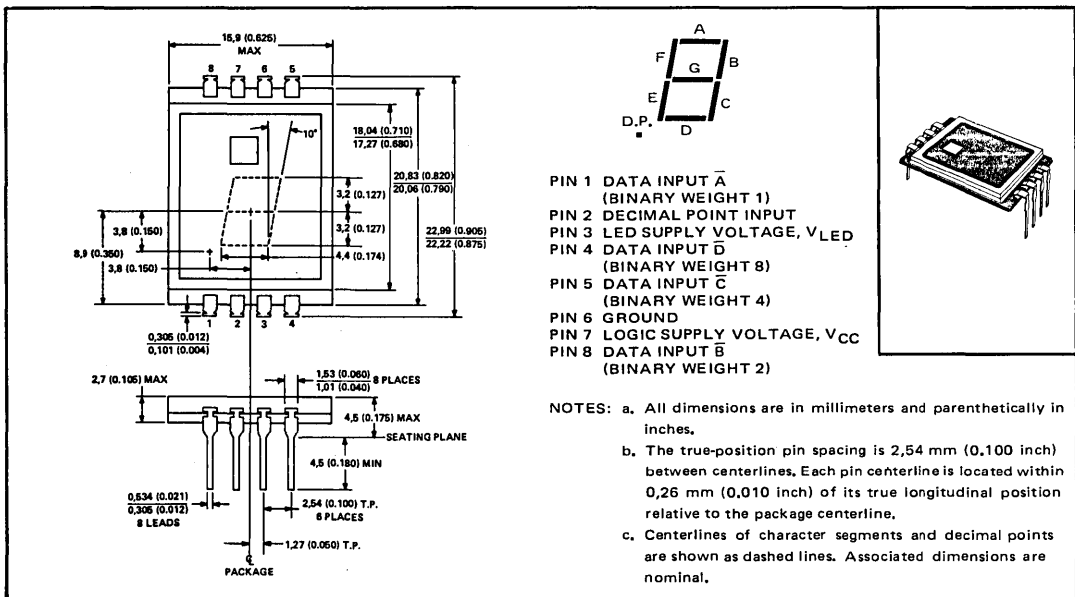 15,9 (0.625)
MAX
8 7 6 5
10°
18,04 (0.710)
17,27 (0.680)
20,83 (0.820)
20,06 (0.790)
3,2 (0.127)
3,2 (0.127)
22,99 (0.905)
22,22 (0.875)
3,8 (0.150)
8,9 (0.350)
3,8 (0.150)
4,4 (0.174)
1 2 3 4
0,305 (0.012)
0,101 (0.004)
2,7 (0.105) MAX
1,53 (0.060)
1,01 (0.040)
8 PLACES
4,5 (0.175) MAX
SEATING PLANE
4,5 (0.180) MIN
0,534 (0.021)
0,305 (0.012)
8 LEADS
2,54 (0.100) T.P.
6 PLACES
1,27 (0.050) T.P.
℄
PACKAGE
A
F
B
G
E
C
D.P.
D
PIN 1 DATA INPUT A̅
(BINARY WEIGHT 1)
PIN 2 DECIMAL POINT INPUT
PIN 3 LED SUPPLY VOLTAGE, VLED
PIN 4 DATA INPUT D̅
(BINARY WEIGHT 8)
PIN 5 DATA INPUT C̅
(BINARY WEIGHT 4)
PIN 6 GROUND
PIN 7 LOGIC SUPPLY VOLTAGE, VCC
PIN 8 DATA INPUT B̅
(BINARY WEIGHT 2)
NOTES: a. All dimensions are in millimeters and parenthetically in
inches.
b. The true-position pin spacing is 2,54 mm (0.100 inch)
between centerlines. Each pin centerline is located within
0,26 mm (0.010 inch) of its true longitudinal position
relative to the package centerline.
c. Centerlines of character segments and decimal points
are shown as dashed lines. Associated dimensions are
nominal.